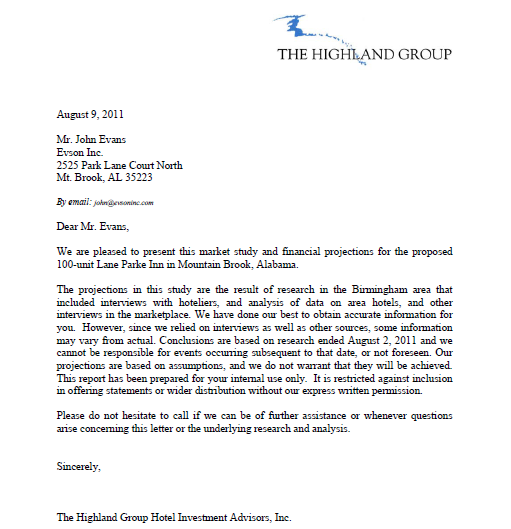 THE HIGHLAND GROUP
August 9, 2011
Mr. John Evans
Evson Inc.
2525 Park Lane Court North
Mt. Brook, AL 35223
By email: john@evsoninc.com
Dear Mr. Evans,
We are pleased to present this market study and financial projections for the proposed
100-unit Lane Parke Inn in Mountain Brook, Alabama.
The projections in this study are the result of research in the Birmingham area that
included interviews with hoteliers, and analysis of data on area hotels, and other
interviews in the marketplace. We have done our best to obtain accurate information for
you. However, since we relied on interviews as well as other sources, some information
may vary from actual. Conclusions are based on research ended August 2, 2011 and we
cannot be responsible for events occurring subsequent to that date, or not foreseen. Our
projections are based on assumptions, and we do not warrant that they will be achieved.
This report has been prepared for your internal use only. It is restricted against inclusion
in offering statements or wider distribution without our express written permission.
Please do not hesitate to call if we can be of further assistance or whenever questions
arise concerning this letter or the underlying research and analysis.
Sincerely,
The Highland Group Hotel Investment Advisors, Inc.